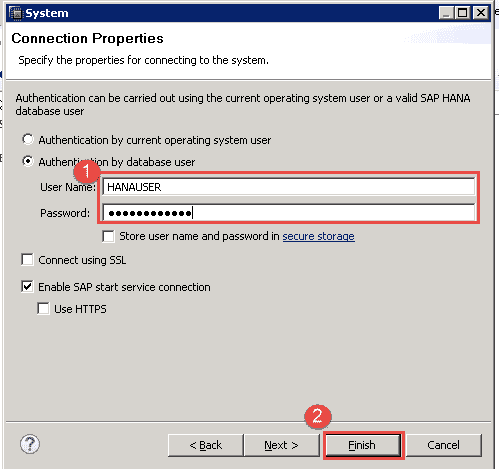 System
Connection Properties
Specify the properties for connecting to the system.
Authentication can be carried out using the current operating system user or a valid SAP HANA
database user
Authentication by current operating system user
Authentication by database user
1
User Name: HANAUSER
Password: ●●●●●●●●●●●●
Store user name and password in secure storage
Connect using SSL
Enable SAP start service connection
Use HTTPS
2
? < Back Next > Finish Cancel